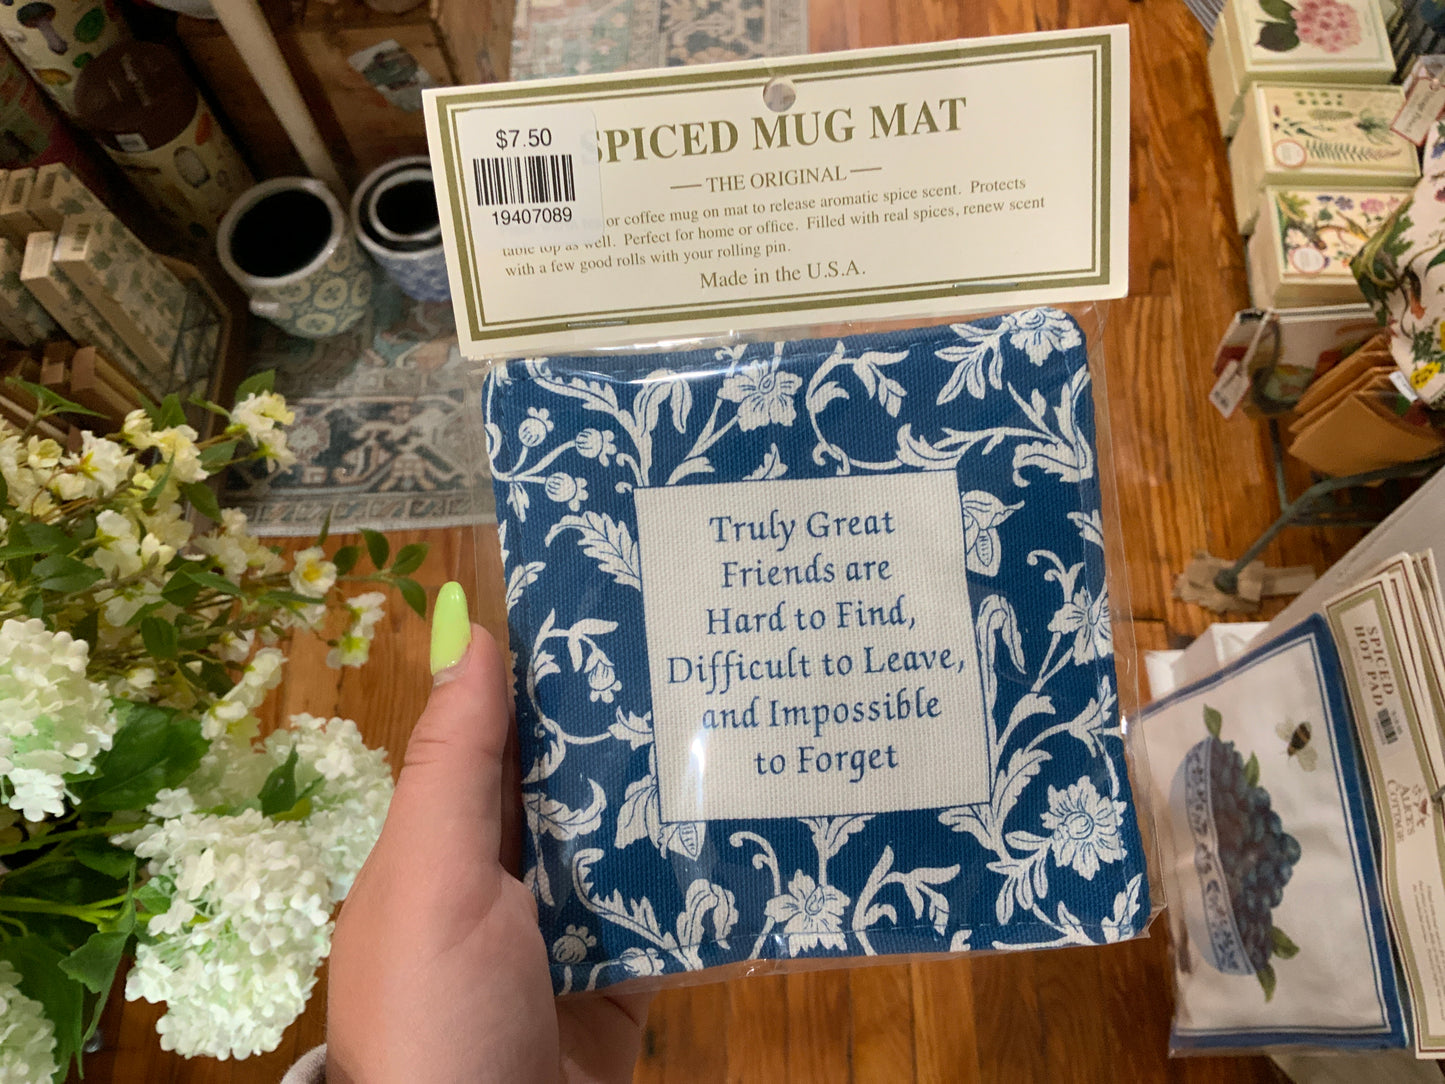 $7.50
19407089
SPICED MUG MAT
THE ORIGINAL
or coffee mug on mat to release aromatic spice scent. Protects
table top as well. Perfect for home or office. Filled with real spices, renew scent
with a few good rolls with your rolling pin.
Made in the U.S.A.
Truly Great
Friends are
Hard to Find,
Difficult to Leave,
and Impossible
to Forget
SPICED
HOT PAD
ALICE'S
COTTAGE